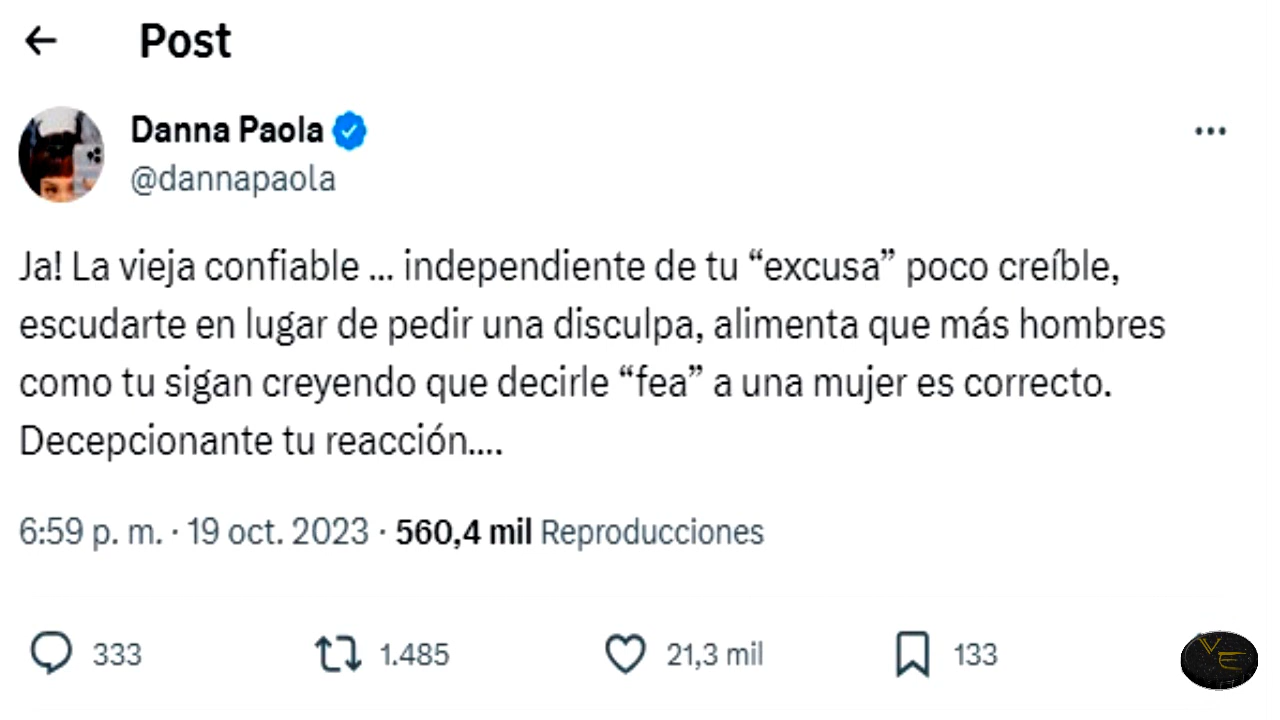 Post
Danna Paola
@dannapaola
Ja! La vieja confiable ... independiente de tu “excusa” poco creíble,
escudarte en lugar de pedir una disculpa, alimenta que más hombres
como tu sigan creyendo que decirle “fea” a una mujer es correcto.
Decepcionante tu reacción....
6:59 p. m. · 19 oct. 2023 · 560,4 mil Reproducciones
333 1.485 21,3 mil 133
VE